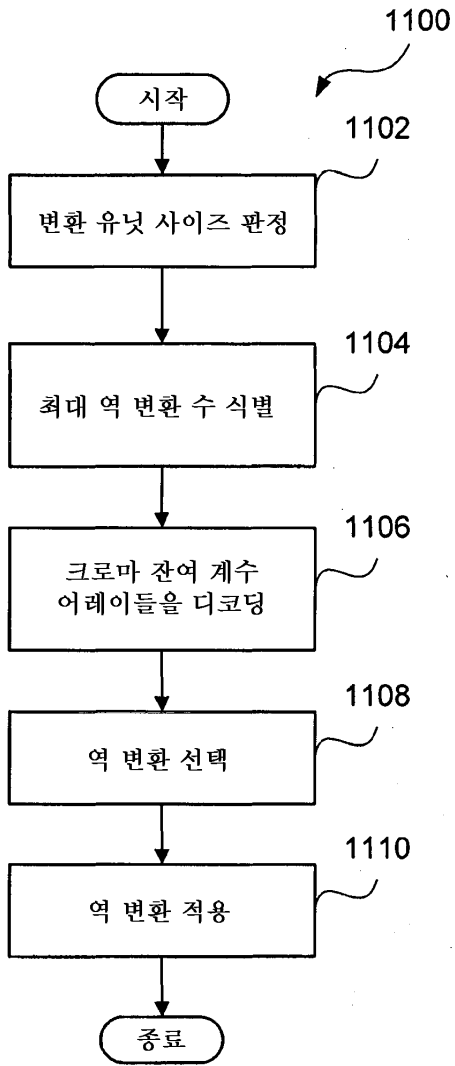 1100
시작
1102
변환 유닛 사이즈 판정
1104
최대 역 변환 수 식별
1106
크로마 잔여 계수
어레이들을 디코딩
1108
역 변환 선택
1110
역 변환 적용
종료